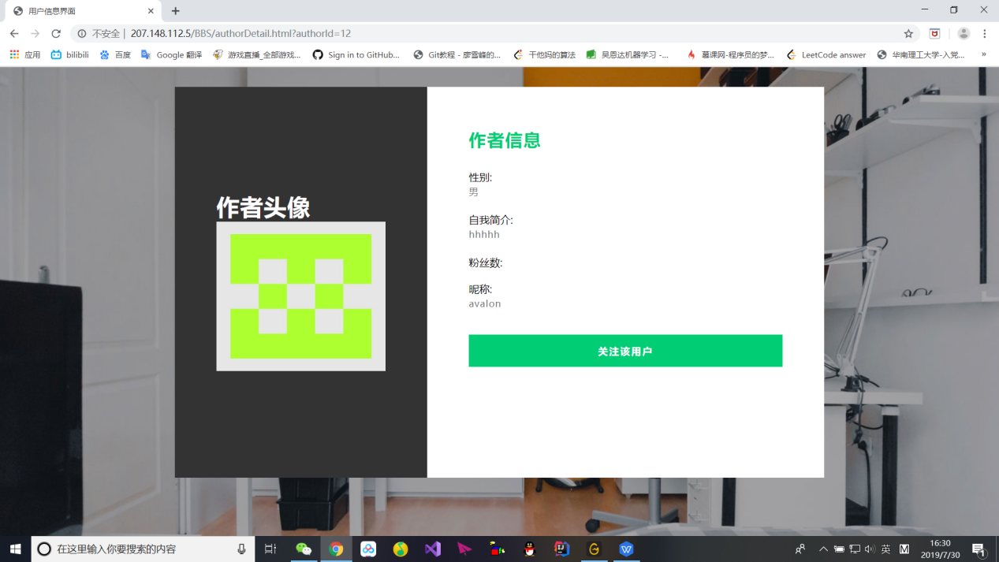 用户信息界面
不安全 | 207.148.112.5/BBS/authorDetail.html?authorId=12
应用 bilibili 百度 Google 翻译 游戏直播_全部游戏... Sign in to GitHub... Git教程 - 廖雪峰的... 干他妈的算法 吴恩达机器学习 -... 慕课网-程序员的梦... LeetCode answer 华南理工大学-入党... »
作者头像
作者信息
性别:
男
自我简介:
hhhhh
粉丝数:
昵称:
avalon
关注该用户
在这里输入你要搜索的内容
英
16:30
2019/7/30
1